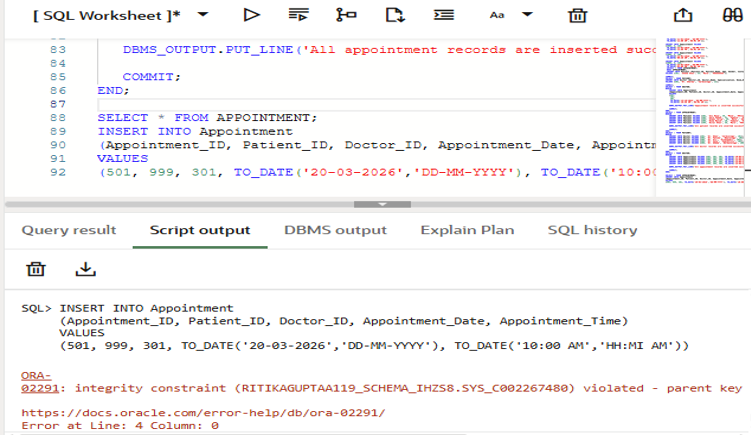 [ SQL Worksheet ]*
Aa
83 DBMS_OUTPUT.PUT_LINE('All appointment records are inserted succ
84
85 COMMIT;
86 END;
87
88 SELECT * FROM APPOINTMENT;
89 INSERT INTO Appointment
90 (Appointment_ID, Patient_ID, Doctor_ID, Appointment_Date, Appointm
91 VALUES
92 (501, 999, 301, TO_DATE('20-03-2026','DD-MM-YYYY'), TO_DATE('10:00
Query result Script output DBMS output Explain Plan SQL history
SQL> INSERT INTO Appointment
(Appointment_ID, Patient_ID, Doctor_ID, Appointment_Date, Appointment_Time)
VALUES
(501, 999, 301, TO_DATE('20-03-2026','DD-MM-YYYY'), TO_DATE('10:00 AM','HH:MI AM'))
ORA-
02291: integrity constraint (RITIKAGUPTAA119_SCHEMA_IHZS8.SYS_C002267480) violated - parent key
https://docs.oracle.com/error-help/db/ora-02291/
Error at Line: 4 Column: 0